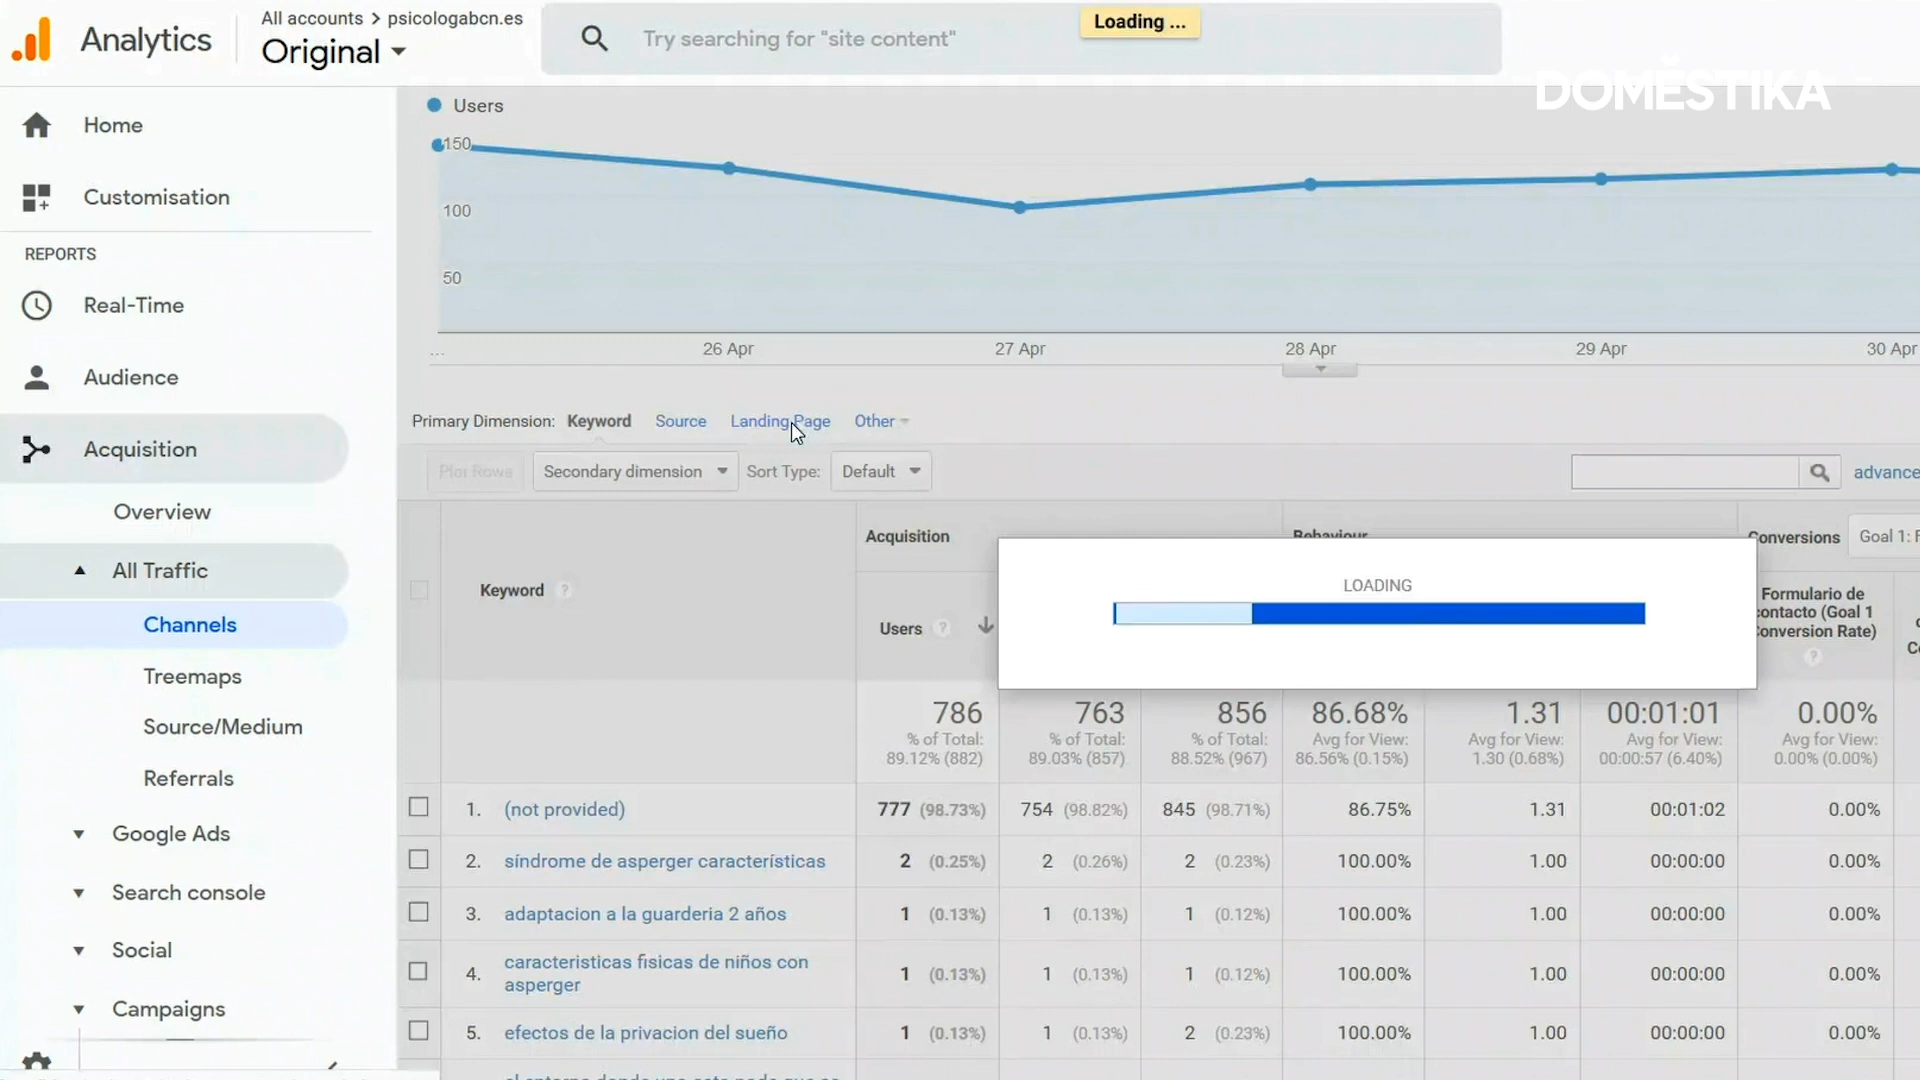 Analytics
All accounts > psicologabcn.es
Original
Try searching for "site content"
Loading ...
DOMESTIKA
Home
Customisation
REPORTS
Real-Time
Audience
Acquisition
Overview
All Traffic
Channels
Treemaps
Source/Medium
Referrals
Google Ads
Search console
Social
Campaigns
Users
150
100
50
...
26 Apr
27 Apr
28 Apr
29 Apr
30 Apr
Primary Dimension: Keyword Source Landing Page Other
Plot Rows Secondary dimension Sort Type: Default
Acquisition
Behaviour
Conversions
Goal 1:
Keyword ?
Users ?
LOADING
Formulario de
contacto (Goal 1
Conversion Rate)
?
786 763 855 86.68% 1.31 00:01:01 0.00%
% of Total: % of Total: % of Total: Avg for View: Avg for View: Avg for View: Avg for View:
89.12% (882) 89.03% (857) 88.52% (967) 86.56% (0.15%) 1.30 (0.68%) 00:00:57 (6.40%) 0.00% (0.00%)
1. (not provided) 777 (98.73%) 754 (98.82%) 845 (98.71%) 86.75% 1.31 00:01:02 0.00%
2. síndrome de asperger características 2 (0.25%) 2 (0.26%) 2 (0.23%) 100.00% 1.00 00:00:00 0.00%
3. adaptacion a la guarderia 2 años 1 (0.13%) 1 (0.13%) 1 (0.12%) 100.00% 1.00 00:00:00 0.00%
4. caracteristicas fisicas de niños con
asperger 1 (0.13%) 1 (0.13%) 1 (0.12%) 100.00% 1.00 00:00:00 0.00%
5. efectos de la privacion del sueño 1 (0.13%) 1 (0.13%) 2 (0.23%) 100.00% 1.00 00:00:00 0.00%